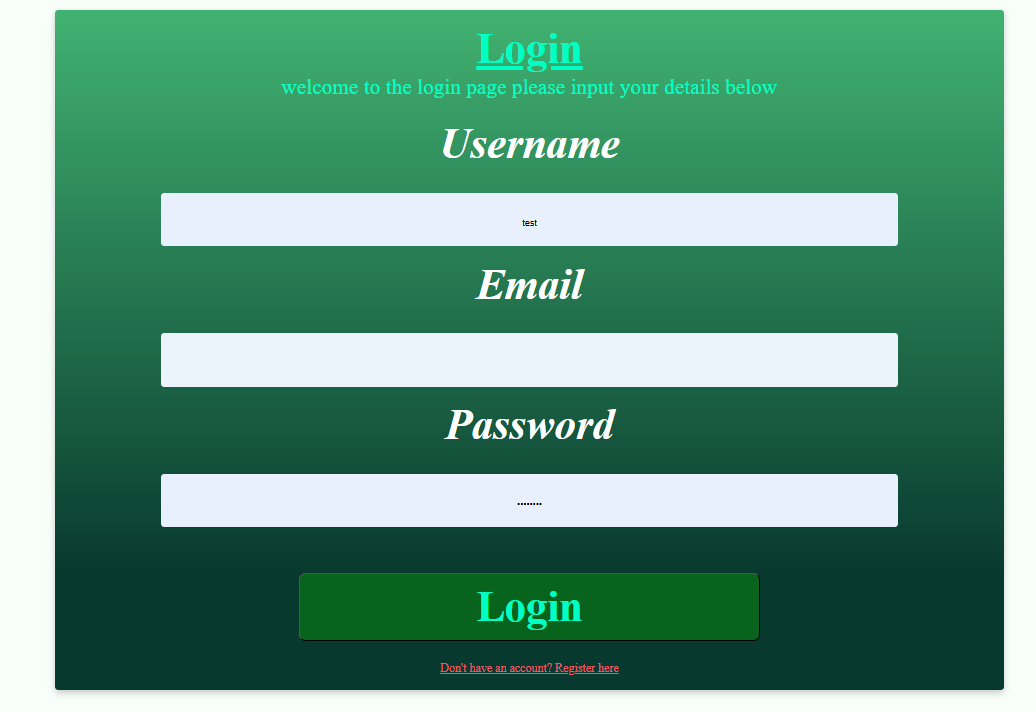 Login
welcome to the login page please input your details below
Username
test
Email
Password
········
Login
Don't have an account? Register here